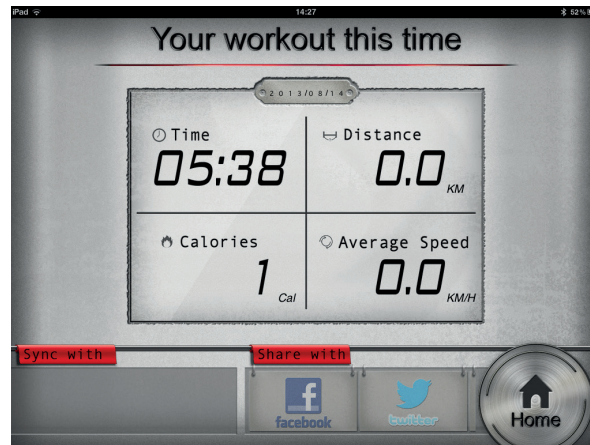 iPad 14:27 52%
Your workout this time
2013/08/14
Time
05:38
Distance
0.0 KM
Calories
1 Cal
Average Speed
0.0 KM/H
Sync with
Share with
facebook
twitter
Home